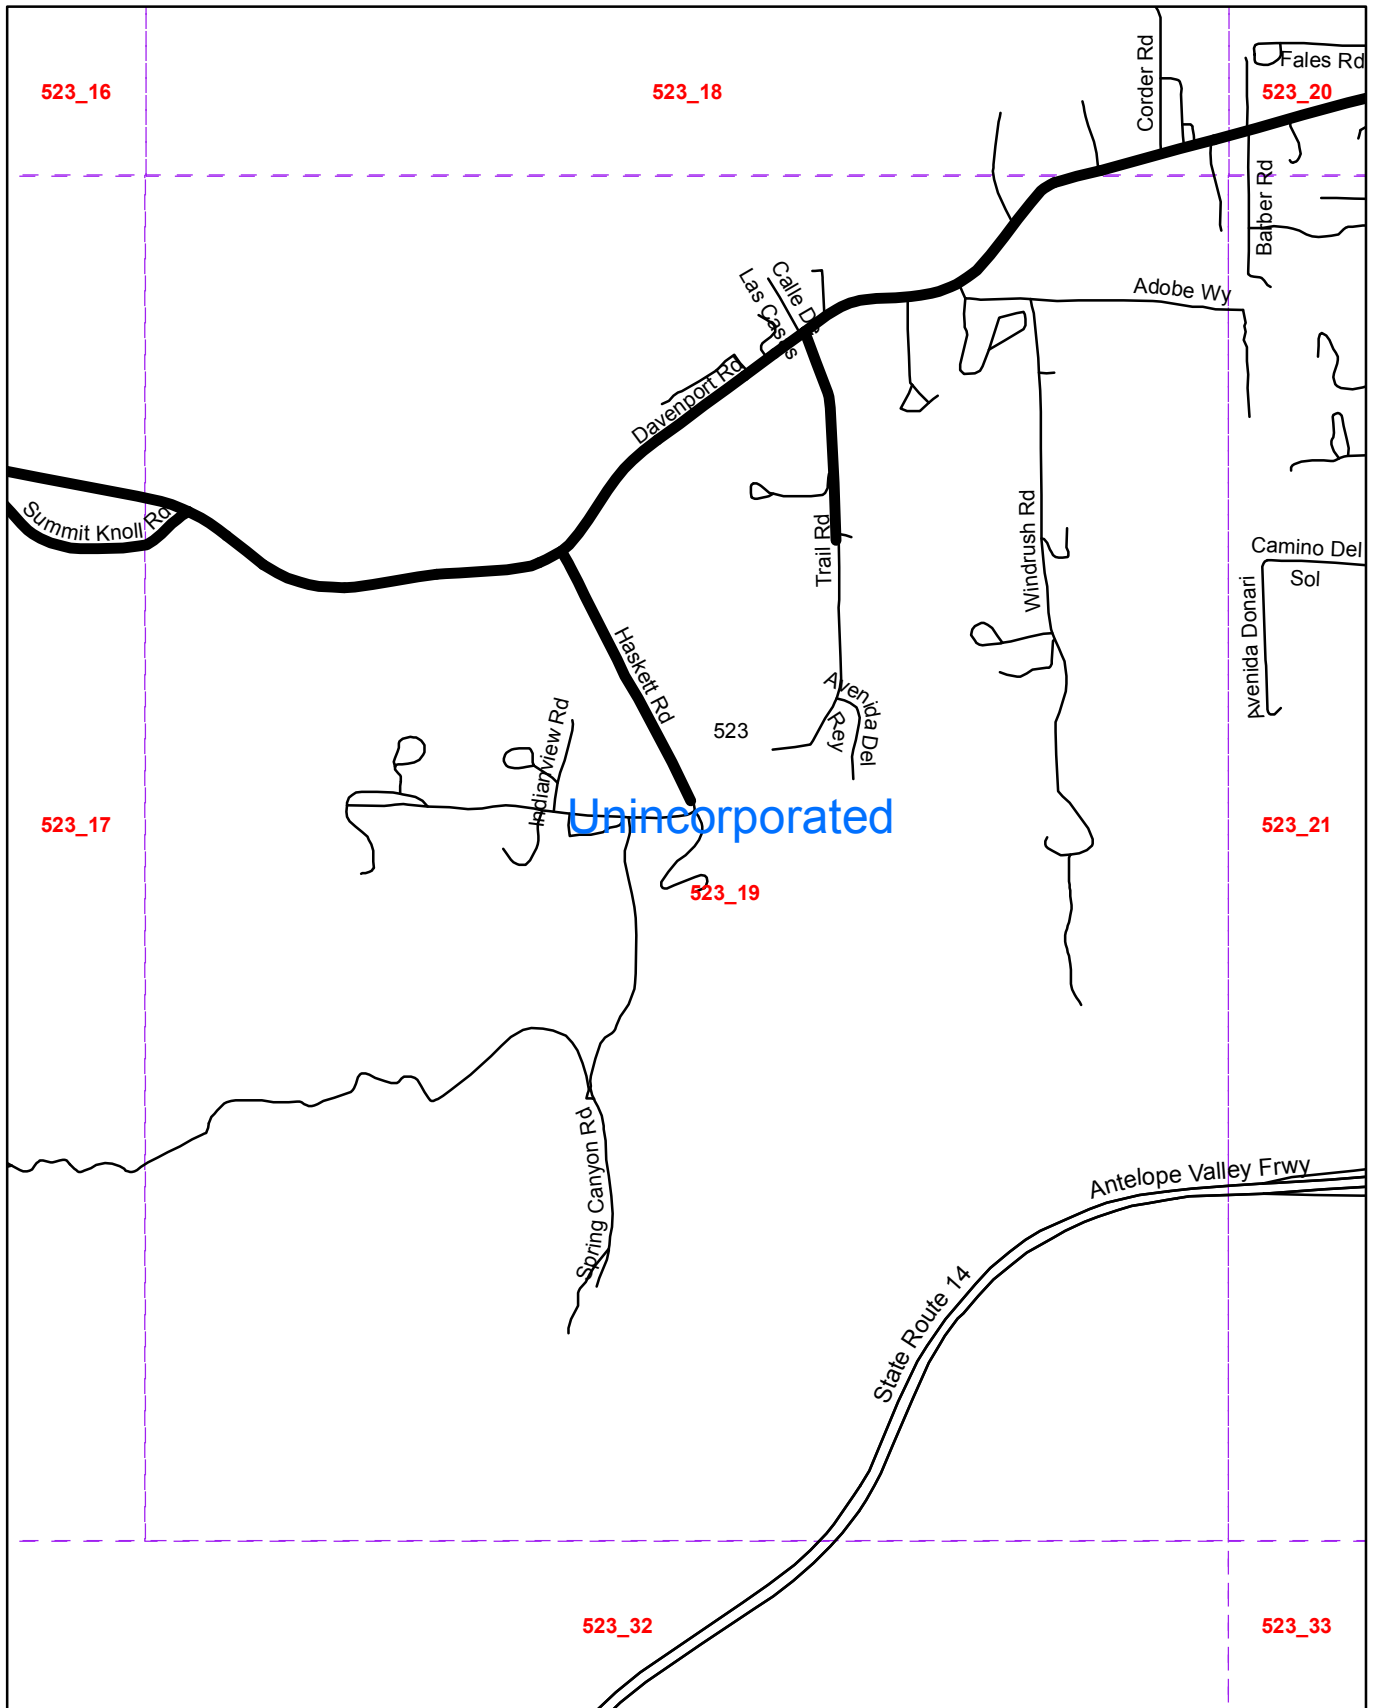 Fales Rd
523_16
523_18
523_20
Corder Rd
Barber Rd
Calle De
Las Casas
Adobe Wy
Davenport Rd
Summit Knoll Rd
Trail Rd
Windrush Rd
Camino Del
Sol
Avenida Donari
Haskett Rd
Avenida Del
Rey
Indianview Rd
523
Unincorporated
523_17
523_21
523_19
Spring Canyon Rd
Antelope Valley Frwy
State Route 14
523_32
523_33